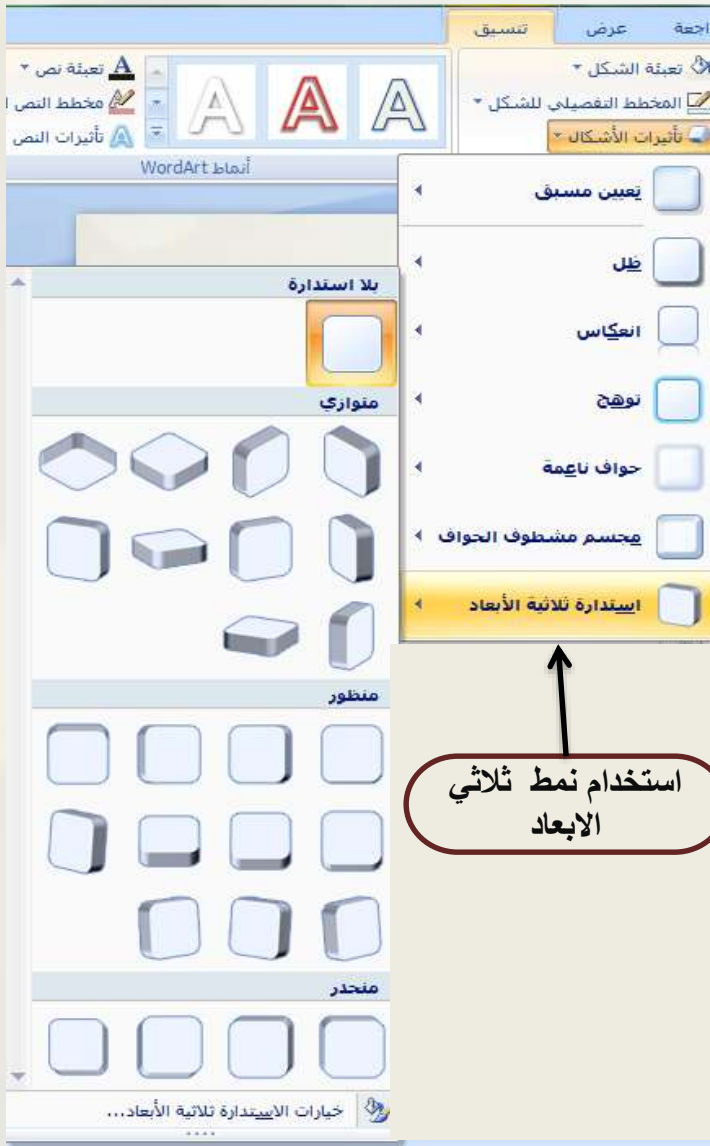 اجعة عرض تنسيق
تعبئة الشكل
المخطط التفصيلي للشكل
تأثيرات الأشكال
تعبئة نص
مخطط النص
تأثيرات النص
أنماط WordArt
تعيين مسبق
ظل
انعكاس
توهج
حواف ناعمة
مجسم مشطوف الحواف
استدارة ثلاثية الأبعاد
بلا استدارة
متوازي
منظور
منحدر
خيارات الاستدارة ثلاثية الأبعاد...
استخدام نمط ثلاثي
الابعاد